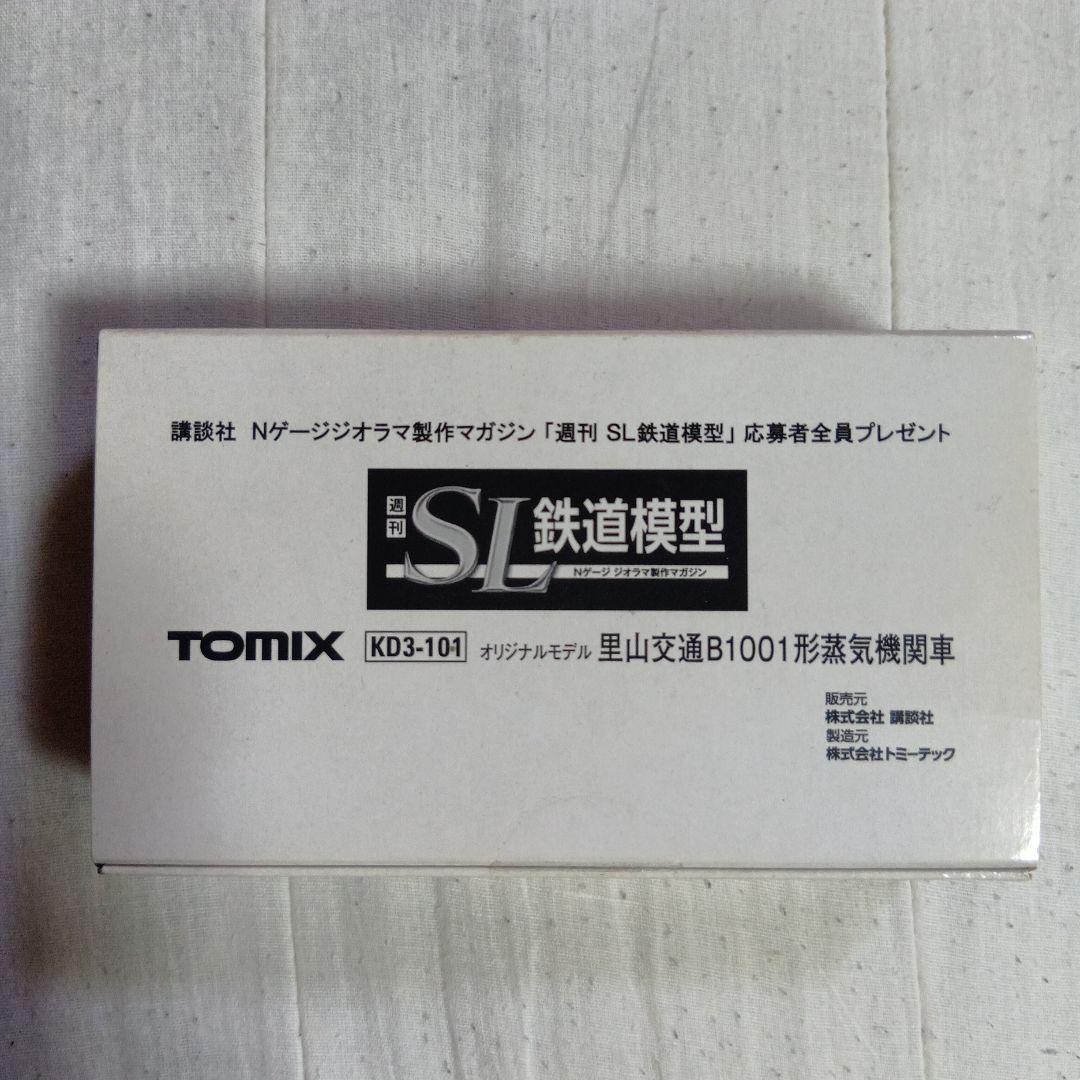 講談社 Nゲージジオラマ製作マガジン「週刊 SL鉄道模型」応募者全員プレゼント
週刊 SL 鉄道模型
Nゲージ ジオラマ製作マガジン
TOMIX KD3-101 オリジナルモデル 里山交通B1001形蒸気機関車
販売元
株式会社 講談社
製造元
株式会社トミーテック